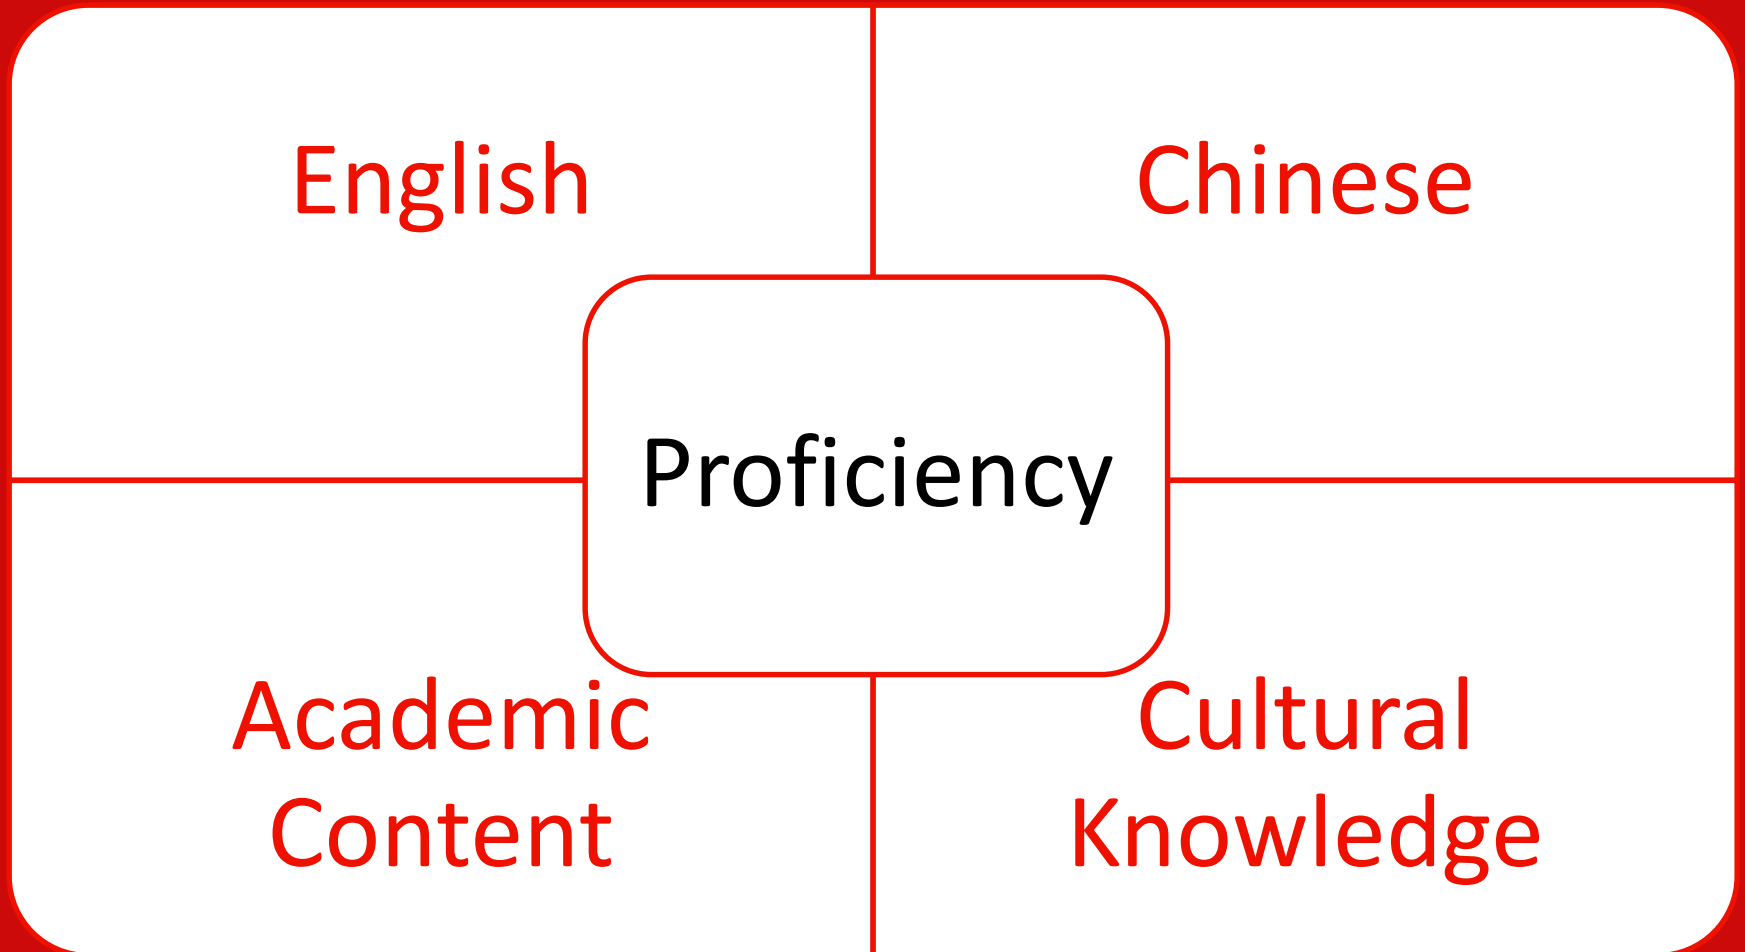 English
Chinese
Proficiency
Academic
Content
Cultural
Knowledge